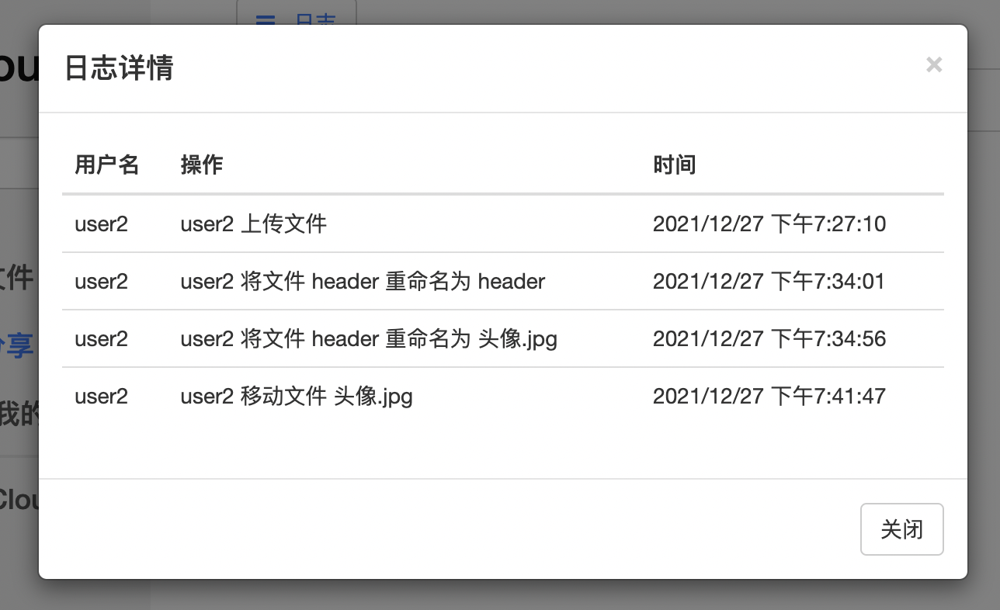 日志
日志详情 ×
用户名 操作 时间
user2 user2 上传文件 2021/12/27 下午7:27:10
user2 user2 将文件 header 重命名为 header 2021/12/27 下午7:34:01
user2 user2 将文件 header 重命名为 头像.jpg 2021/12/27 下午7:34:56
user2 user2 移动文件 头像.jpg 2021/12/27 下午7:41:47
关闭